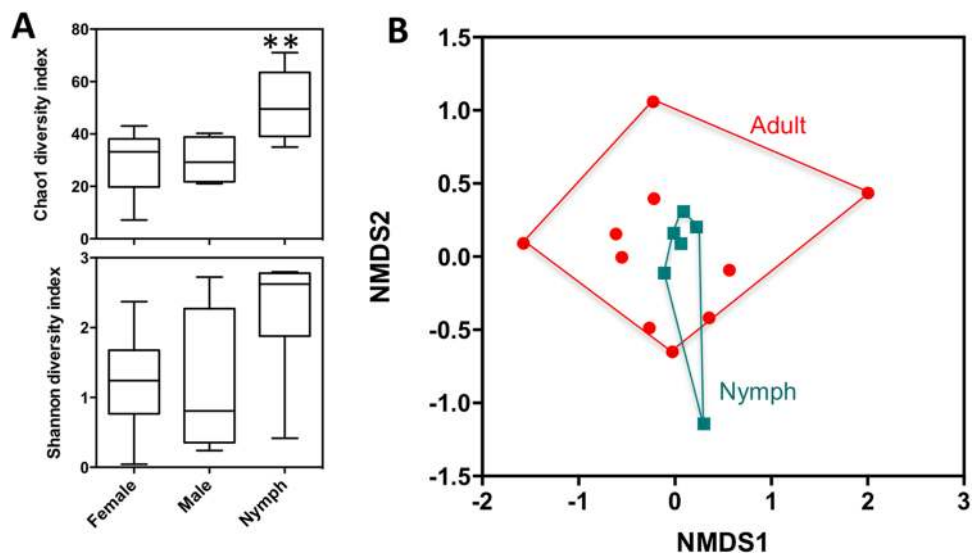 A
Chao1 diversity index
80
60
40
20
0
**
Shannon diversity index
3
2
1
0
Female
Male
Nymph
B
NMDS2
1.5
1.0
0.5
0.0
-0.5
-1.0
-1.5
Adult
Nymph
-2
-1
0
1
2
3
NMDS1